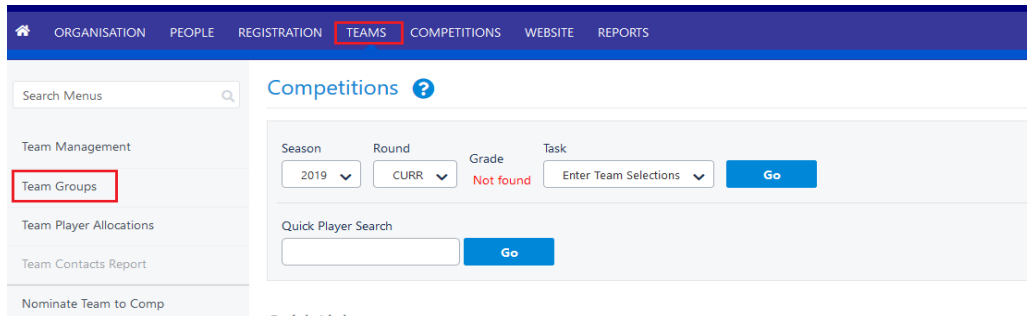 ORGANISATION PEOPLE REGISTRATION TEAMS COMPETITIONS WEBSITE REPORTS
Search Menus
Team Management
Team Groups
Team Player Allocations
Team Contacts Report
Nominate Team to Comp
Competitions ?
Season Round Grade Task
2019 CURR Not found Enter Team Selections Go
Quick Player Search
Go